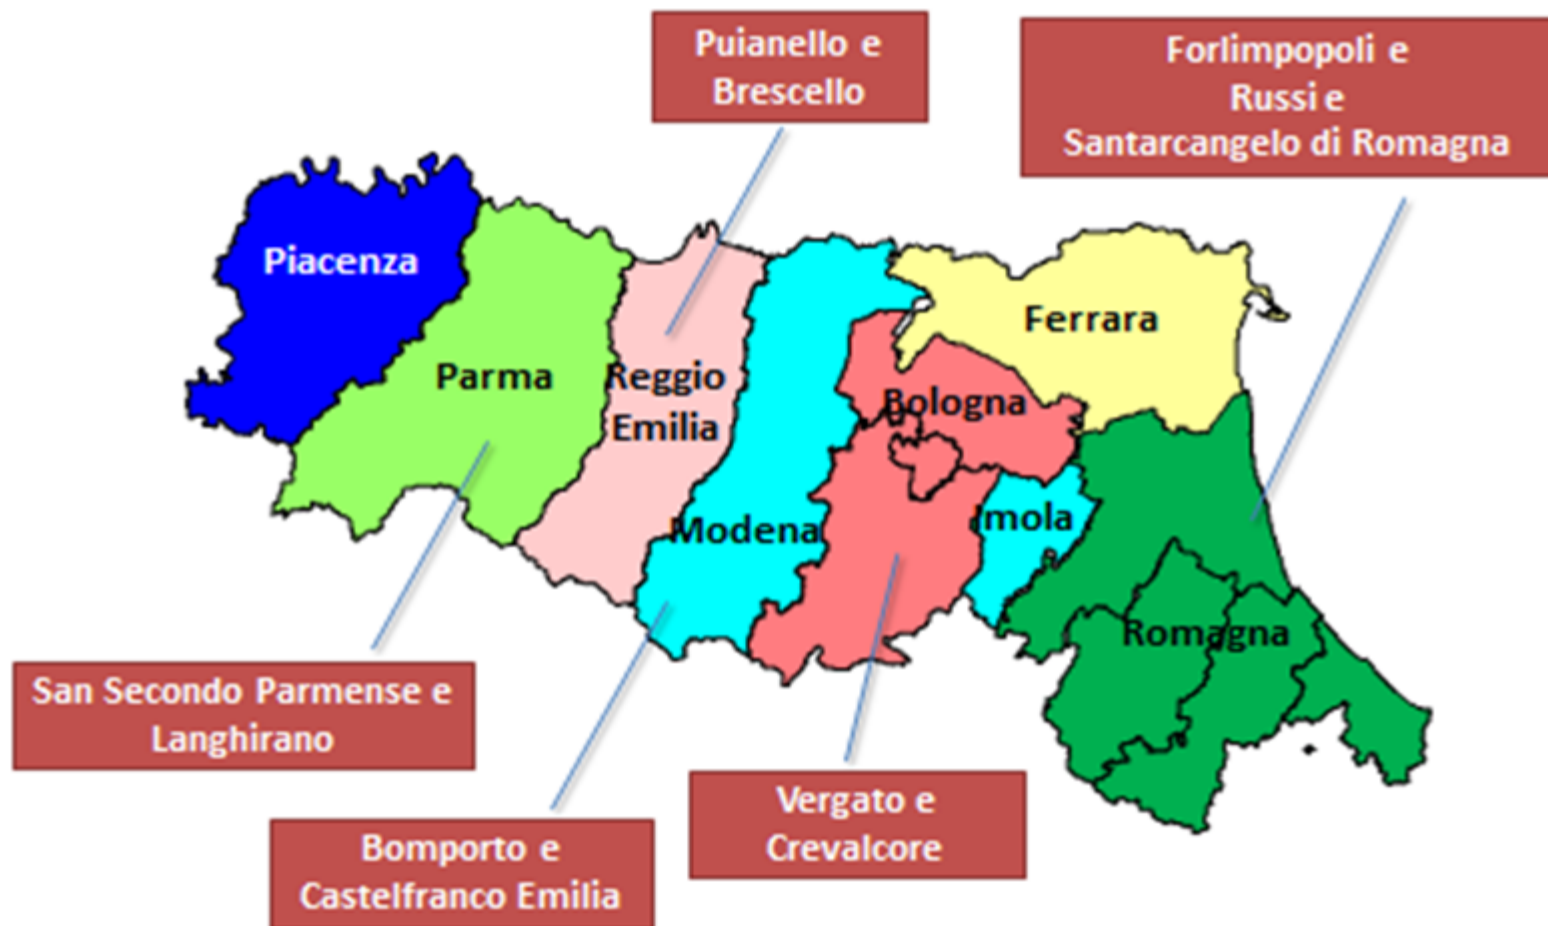 Puianello e
Brescello
Forlimpopoli e
Russi e
Santarcangelo di Romagna
Piacenza
Parma
Reggio
Emilia
Modena
Bologna
Ferrara
Imola
Romagna
San Secondo Parmense e
Langhirano
Bomporto e
Castelfranco Emilia
Vergato e
Crevalcore